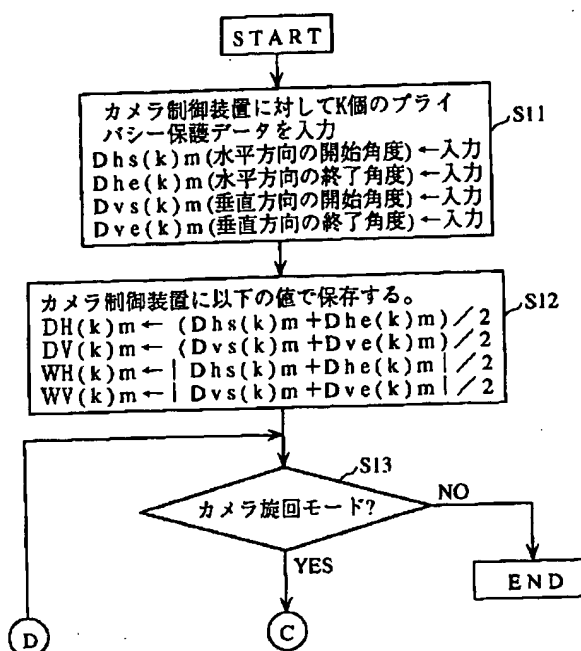 START
カメラ制御装置に対してK個のプライ
バシー保護データを入力
Dhs(k)m(水平方向の開始角度)←入力
Dhe(k)m(水平方向の終了角度)←入力
Dvs(k)m(垂直方向の開始角度)←入力
Dve(k)m(垂直方向の終了角度)←入力
S11
カメラ制御装置に以下の値で保存する。
DH(k)m←(Dhs(k)m+Dhe(k)m)/2
DV(k)m←(Dvs(k)m+Dve(k)m)/2
WH(k)m←|Dhs(k)m+Dhe(k)m|/2
WV(k)m←|Dvs(k)m+Dve(k)m|/2
S12
S13
カメラ旋回モード?
NO
YES
END
D
C